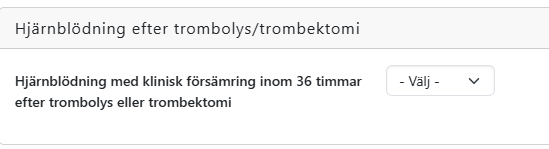 Hjärnblödning efter trombolys/trombektomi
Hjärnblödning med klinisk försämring inom 36 timmar
- Välj -
efter trombolys eller trombektomi